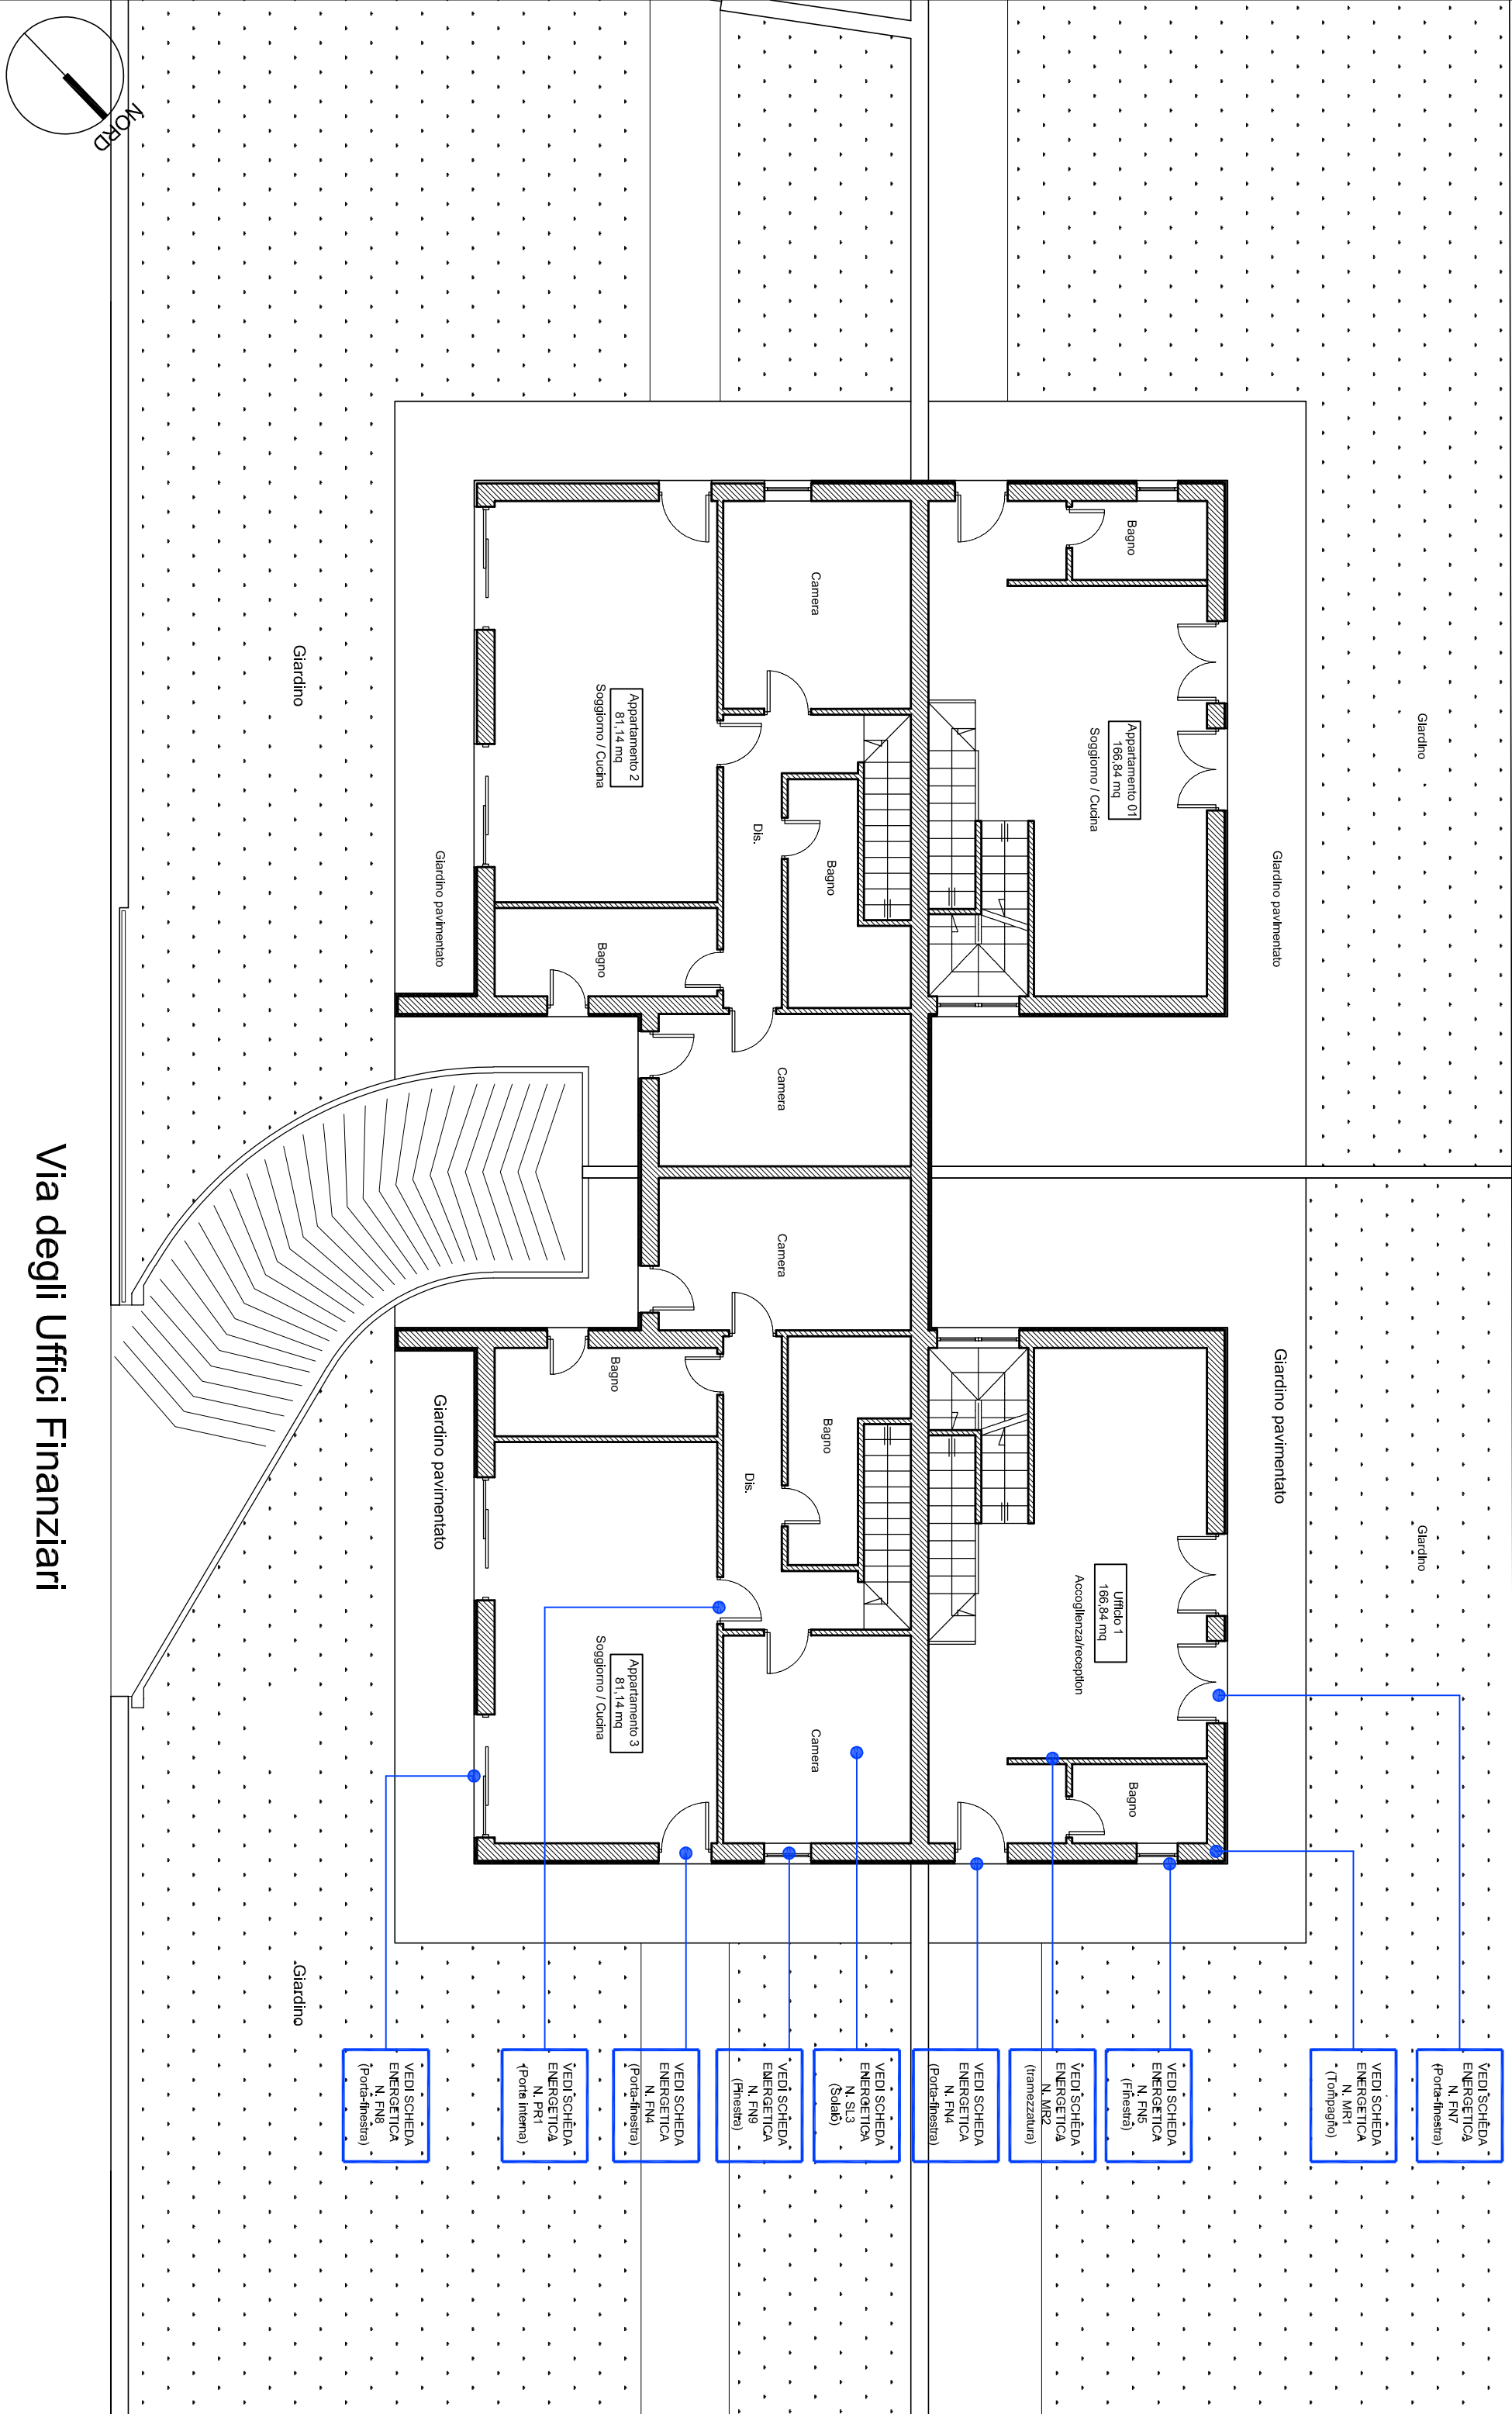 NORD
Giardino
Giardino
Giardino pavimentato
Giardino pavimentato
Bagno
Appartamento 01
166,84 mq
Soggiorno / Cucina
Ufficio 1
166,84 mq
Accoglienza/reception
Bagno
Camera
Bagno
Dis.
Camera
Camera
Bagno
Dis.
Camera
Appartamento 2
81,14 mq
Soggiorno / Cucina
Bagno
Bagno
Appartamento 3
81,14 mq
Soggiorno / Cucina
Giardino pavimentato
Giardino pavimentato
Giardino
Giardino
VEDI SCHEDA
ENERGETICA
N. FN7
(Porta-finestra)
VEDI SCHEDA
ENERGETICA
N. MR1
(Tompagno)
VEDI SCHEDA
ENERGETICA
N. FN5
(Finestra)
VEDI SCHEDA
ENERGETICA
N. MR2
(tramezzatura)
VEDI SCHEDA
ENERGETICA
N. FN4
(Porta-finestra)
VEDI SCHEDA
ENERGETICA
N. SL3
(Solaio)
VEDI SCHEDA
ENERGETICA
N. FN9
(Finestra)
VEDI SCHEDA
ENERGETICA
N. FN4
(Porta-finestra)
VEDI SCHEDA
ENERGETICA
N. PR1
(Porta interna)
VEDI SCHEDA
ENERGETICA
N. FN8
(Porta-finestra)
Via degli Uffici Finanziari